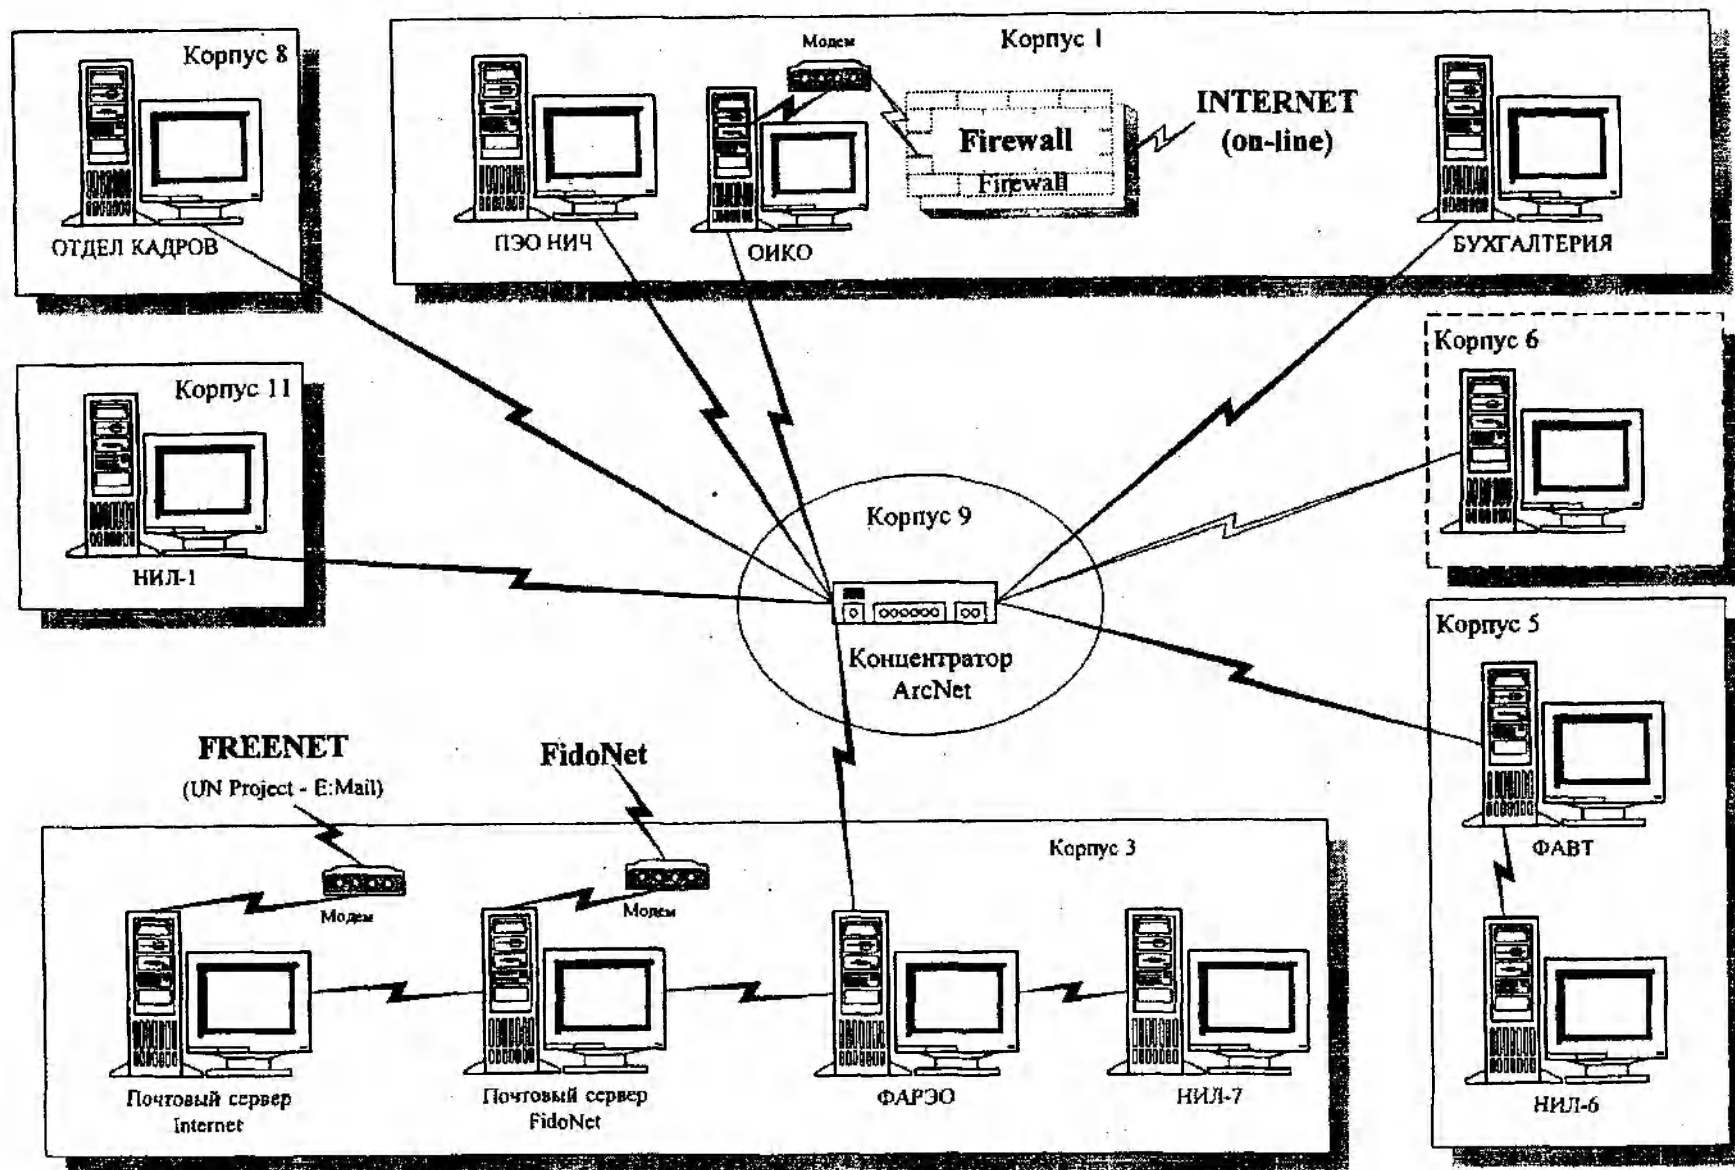 Корпус 8
ОТДЕЛ КАДРОВ
Корпус 1
Модем
INTERNET
(on-line)
Firewall
Firewall
ПЭО НИЧ
ОИКО
БУХГАЛТЕРИЯ
Корпус 11
НИЛ-1
Корпус 6
Корпус 9
Концентратор
ArcNet
Корпус 5
ФАВТ
НИЛ-6
FREENET
(UN Project - E:Mail)
FidoNet
Корпус 3
Модем
Модем
Почтовый сервер
Internet
Почтовый сервер
FidoNet
ФАРЭО
НИЛ-7